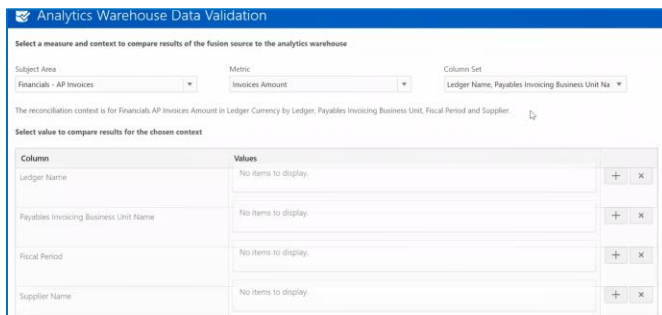 Analytics Warehouse Data Validation
Select a measure and context to compare results of the fusion source to the analytics warehouse
Subject Area Metric Column Set
Financials - AP Invoices Invoices Amount Ledger Name, Payables Invoicing Business Unit Na
The reconciliation context is for Financials AP Invoices Amount in Ledger Currency by Ledger, Payables Invoicing Business Unit, Fiscal Period and Supplier.
Select value to compare results for the chosen context
Column Values
Ledger Name No items to display. + ×
Payables Invoicing Business Unit Name No items to display. + ×
Fiscal Period No items to display. + ×
Supplier Name No items to display. + ×